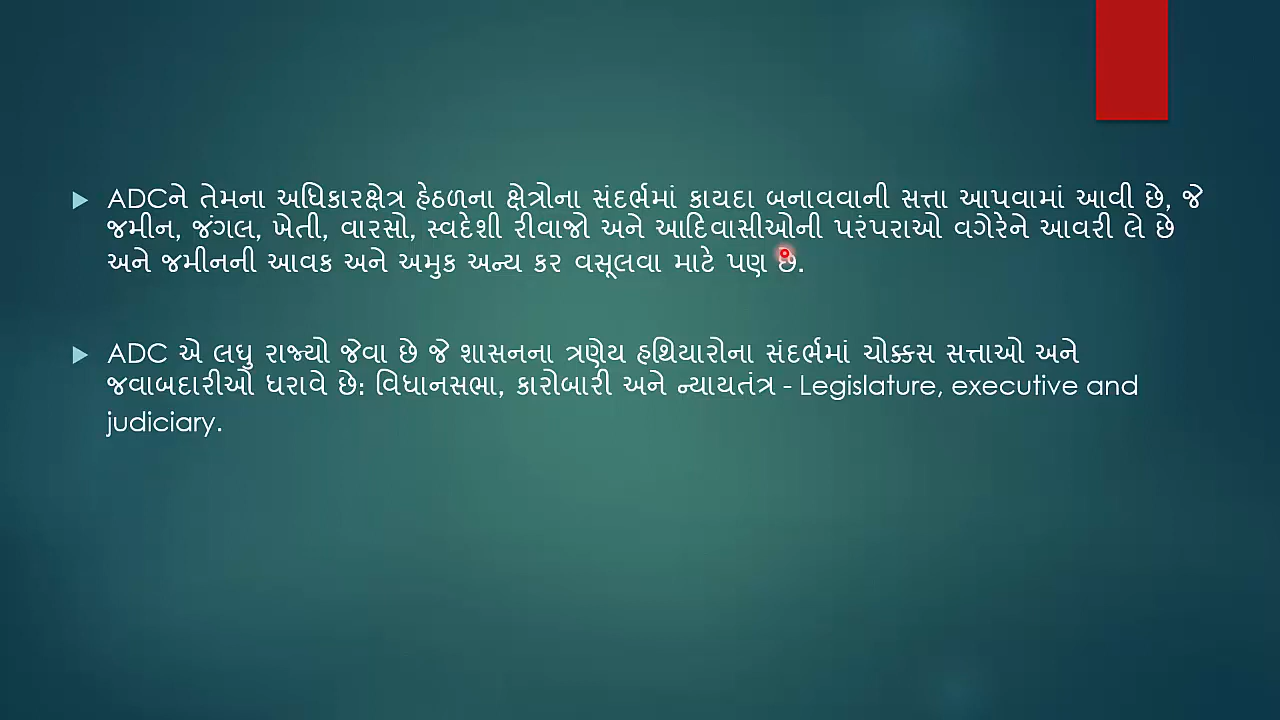 ADCને તેમના અધિકારક્ષેત્ર હેઠળના ક્ષેત્રોના સંદર્ભમાં કાયદા બનાવવાની સત્તા આપવામાં આવી છે, જે
જમીન, જંગલ, ખેતી, વારસો, સ્વદેશી રીવાજો અને આદિવાસીઓની પરંપરાઓ વગેરેને આવરી લે છે
અને જમીનની આવક અને અમુક અન્ય કર વસૂલવા માટે પણ છે.
ADC એ લઘુ રાજ્યો જેવા છે જે શાસનના ત્રણેય હથિયારોના સંદર્ભમાં ચોક્કસ સત્તાઓ અને
જવાબદારીઓ ધરાવે છે: વિધાનસભા, કારોબારી અને ન્યાયતંત્ર - Legislature, executive and
judiciary.